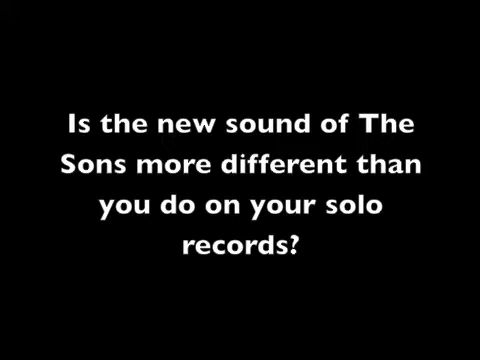 Is the new sound of The
Sons more different than
you do on your solo
records?